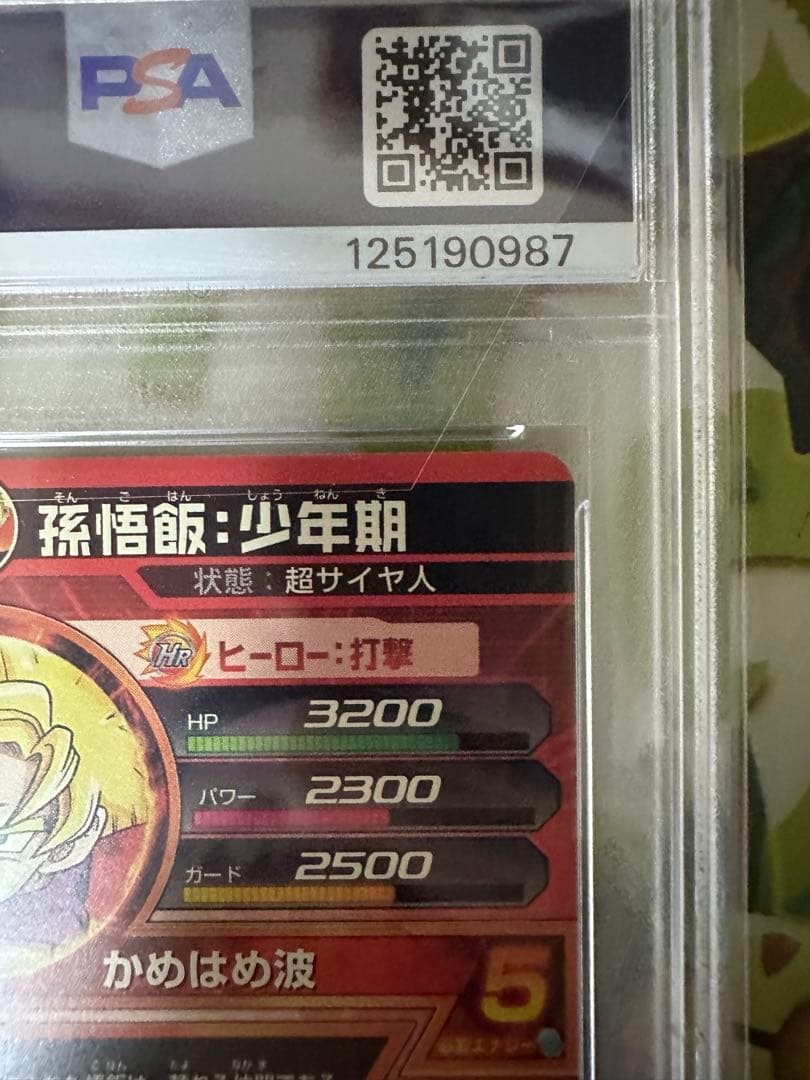 PSA
125190987
そん ご はん しょう ねん き
孫悟飯:少年期
状態:超サイヤ人
HR ヒーロー:打撃
HP 3200
パワー 2300
ガード 2500
かめはめ波 5